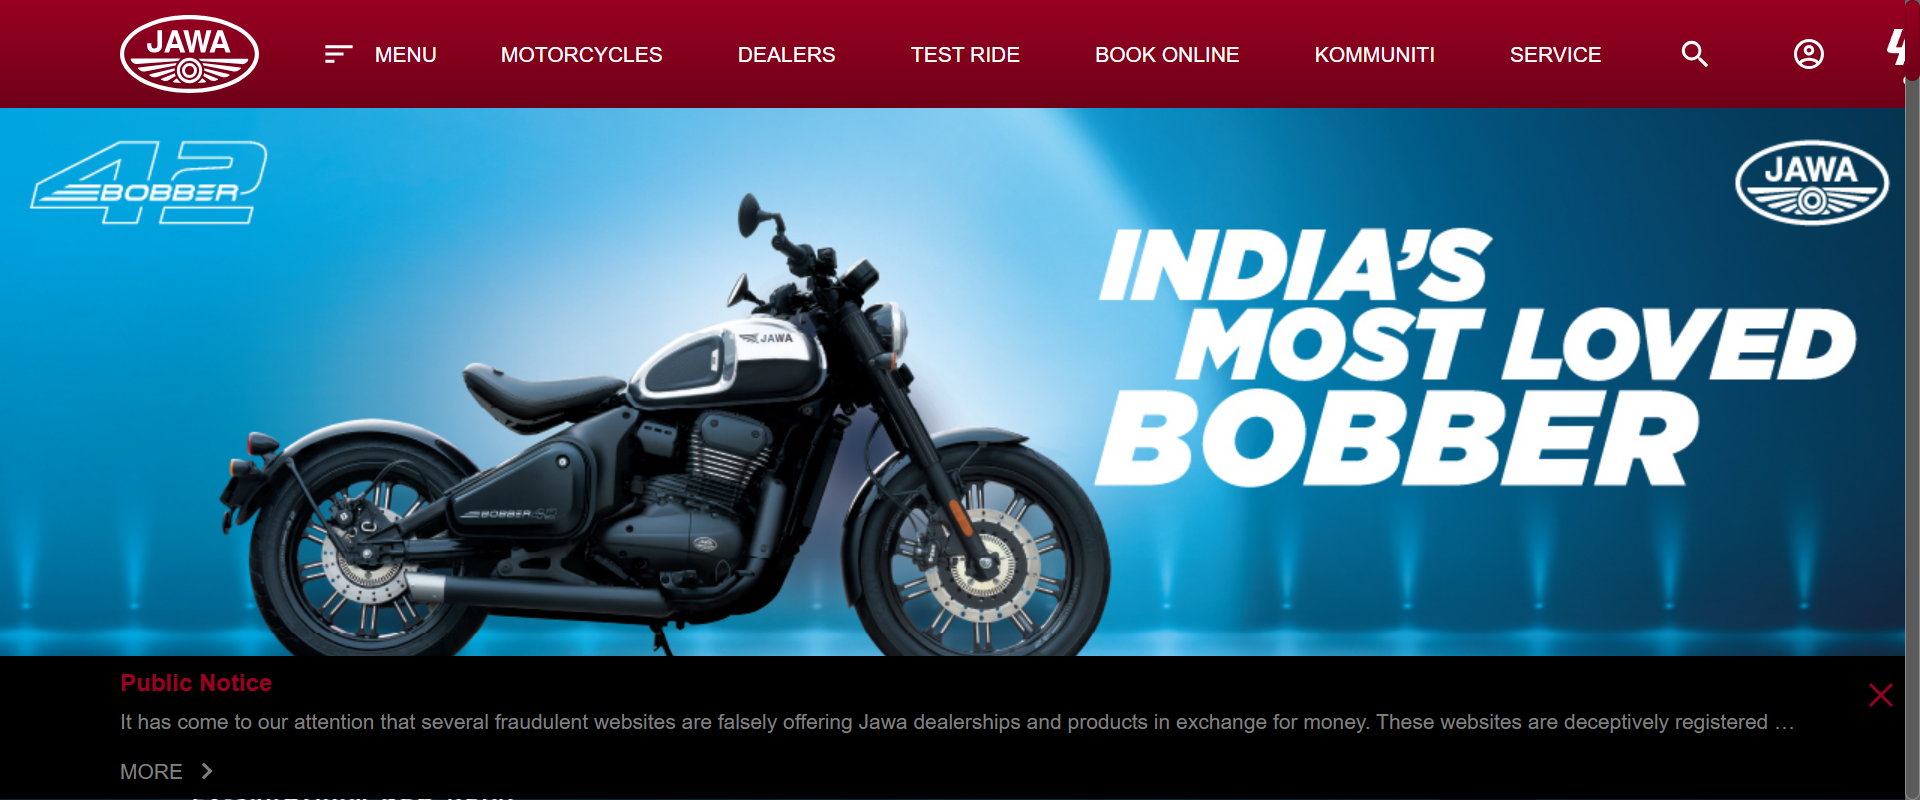 JAWA
MENU
MOTORCYCLES
DEALERS
TEST RIDE
BOOK ONLINE
KOMMUNITI
SERVICE
42
BOBBER
JAWA
INDIA'S
MOST LOVED
BOBBER
JAWA
BOBBER 42
Public Notice
It has come to our attention that several fraudulent websites are falsely offering Jawa dealerships and products in exchange for money. These websites are deceptively registered …
MORE